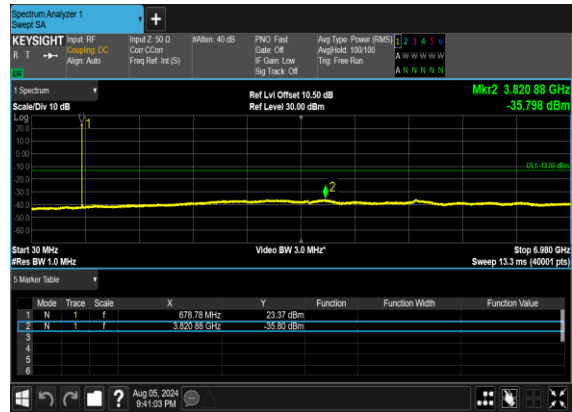 Spectrum Analyzer 1
Swept SA
KEYSIGHT
R T
LXI
Input: RF
Coupling: DC
Align: Auto
Input Z: 50 Ω
Corr CCorr
Freq Ref: Int (S)
#Atten: 40 dB
PNO: Fast
Gate: Off
IF Gain: Low
Sig Track: Off
Avg Type: Power (RMS)
Avg|Hold: 100/100
Trig: Free Run
1 2 3 4 5 6
A W W W W W
A N N N N N
1 Spectrum
Scale/Div 10 dB
Ref Lvl Offset 10.50 dB
Ref Level 30.00 dBm
Mkr2 3.820 88 GHz
-35.798 dBm
Log
1
20.0
10.0
0.00
-10.0
DL1 -13.00 dBm
-20.0
2
-30.0
-40.0
-50.0
-60.0
Start 30 MHz
Video BW 3.0 MHz*
Stop 6.980 GHz
#Res BW 1.0 MHz
Sweep 13.3 ms (40001 pts)
5 Marker Table
Mode Trace Scale X Y Function Function Width Function Value
1 N 1 f 678.78 MHz 23.37 dBm
2 N 1 f 3.820 88 GHz -35.80 dBm
3
4
5
6
?
Aug 05, 2024
9:41:03 PM